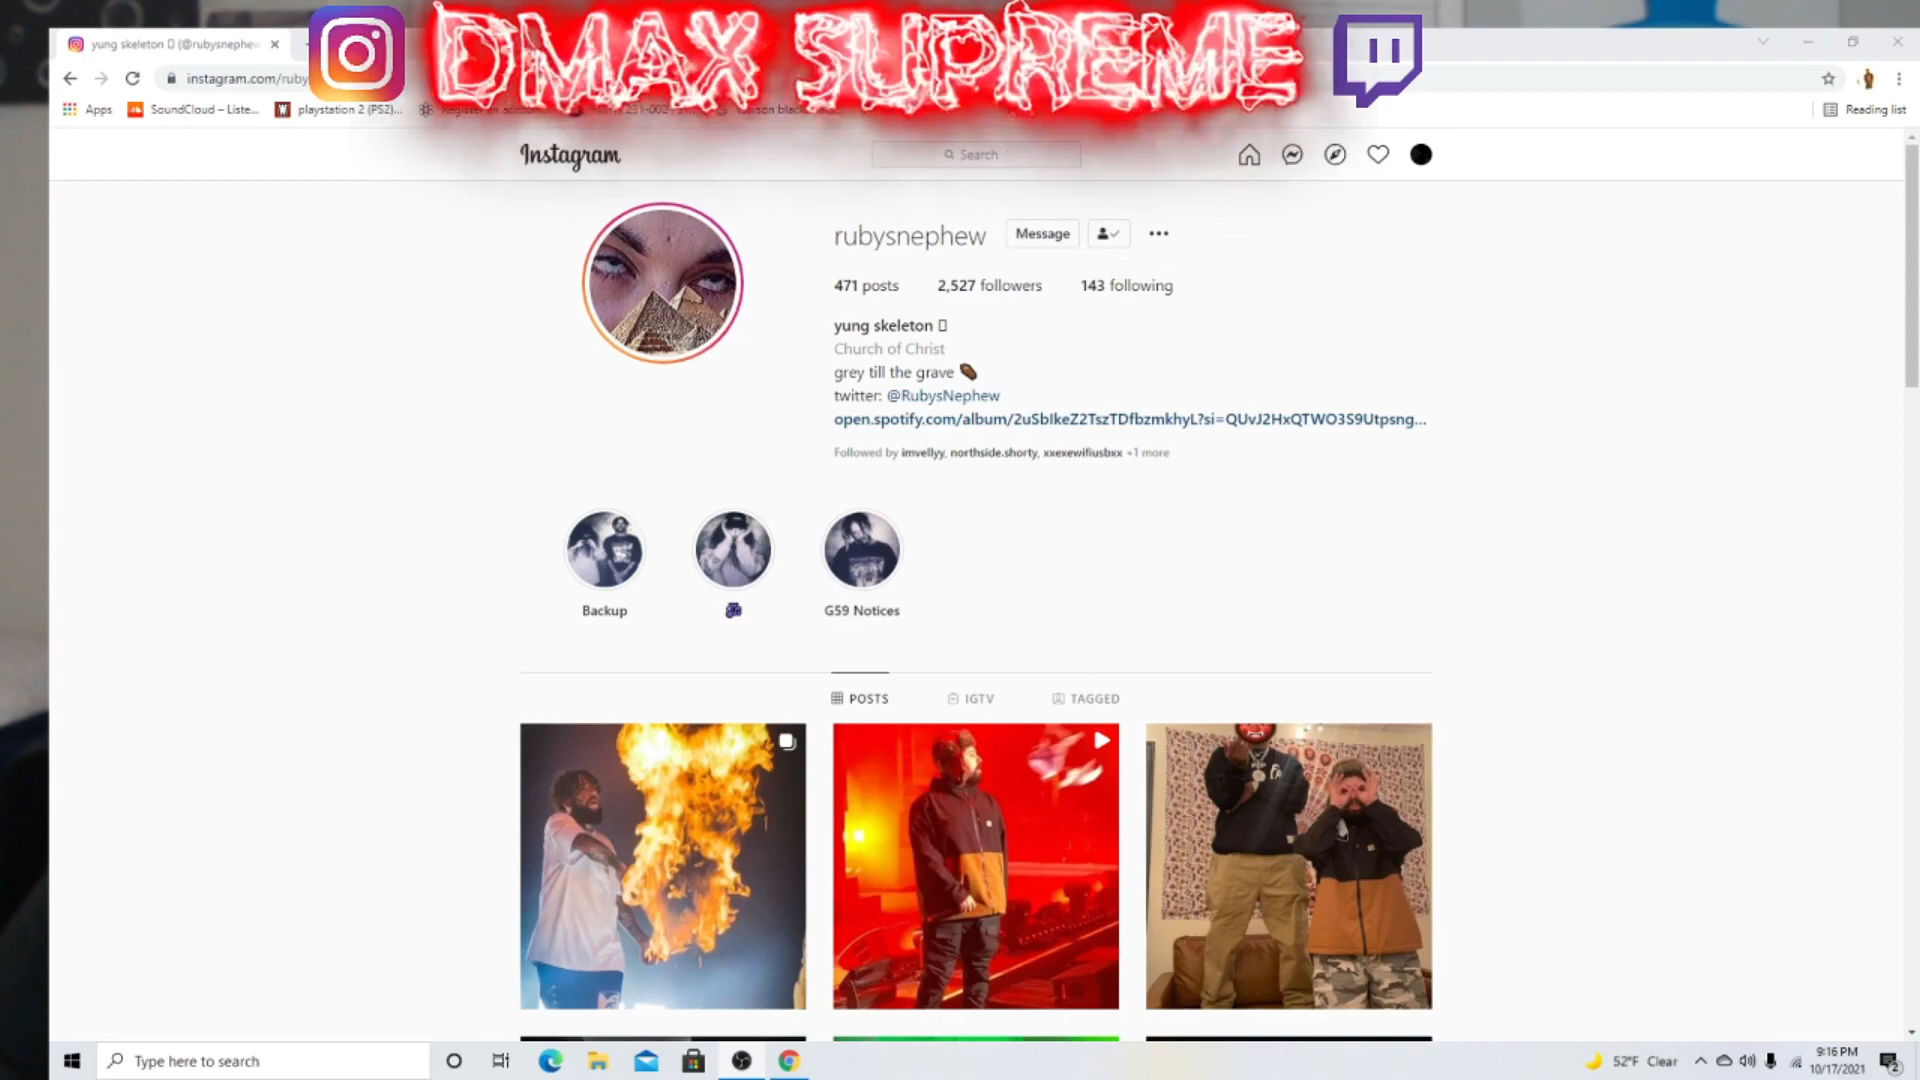 DMAX SUPREME
yung skeleton 🕱 (@rubysnephew
instagram.com/ruby
Apps
SoundCloud – Liste...
playstation 2 (PS2)...
Reading list
Instagram
Search
rubysnephew
Message
471 posts
2,527 followers
143 following
yung skeleton
Church of Christ
grey till the grave ⚰️
twitter: @RubysNephew
open.spotify.com/album/2uSbIkeZ2TszTDfbzmkhyL?si=QUvJ2HxQTWO3S9Utpsng...
Followed by imvellyy, northside.shorty, xxexewifiusbxx +1 more
Backup
G59 Notices
POSTS
IGTV
TAGGED
Type here to search
52°F Clear
9:16 PM
10/17/2021
2